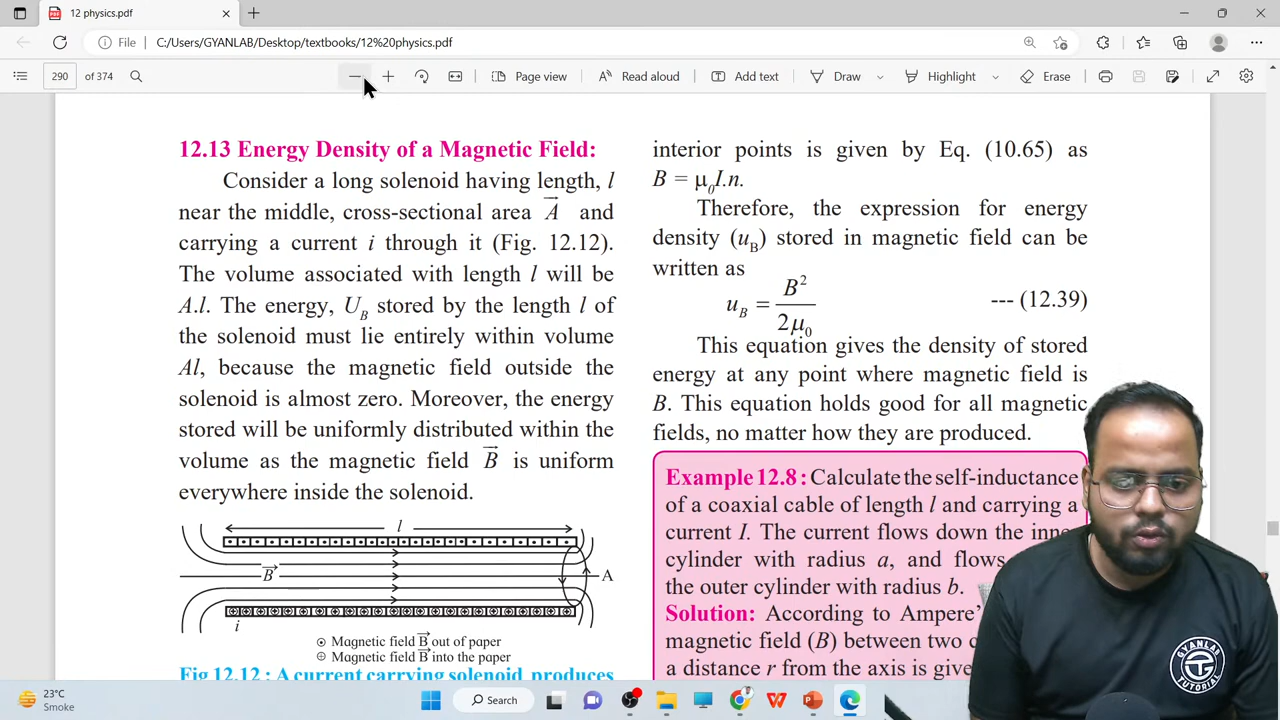 12 physics.pdf
File C:/Users/GYANLAB/Desktop/textbooks/12%20physics.pdf
290 of 374
Page view
Read aloud
Add text
Draw
Highlight
Erase
12.13 Energy Density of a Magnetic Field:
Consider a long solenoid having length, l
near the middle, cross-sectional area A⃗ and
carrying a current i through it (Fig. 12.12).
The volume associated with length l will be
A.l. The energy, U_B stored by the length l of
the solenoid must lie entirely within volume
Al, because the magnetic field outside the
solenoid is almost zero. Moreover, the energy
stored will be uniformly distributed within the
volume as the magnetic field B⃗ is uniform
everywhere inside the solenoid.
l
B⃗
A
i
⊙ Magnetic field B⃗ out of paper
⊕ Magnetic field B⃗ into the paper
Fig 12.12 : A current carrying solenoid produces
interior points is given by Eq. (10.65) as
B = μ₀I.n.
Therefore, the expression for energy
density (u_B) stored in magnetic field can be
written as
u_B = B²/2μ₀ --- (12.39)
This equation gives the density of stored
energy at any point where magnetic field is
B. This equation holds good for all magnetic
fields, no matter how they are produced.
Example 12.8 : Calculate the self-inductance
of a coaxial cable of length l and carrying a
current I. The current flows down the
cylinder with radius a, and flows
the outer cylinder with radius b.
Solution: According to Ampere'
magnetic field (B) between two
a distance r from the axis is
GYANLAB
TUTORIAL
23°C
Smoke
Search